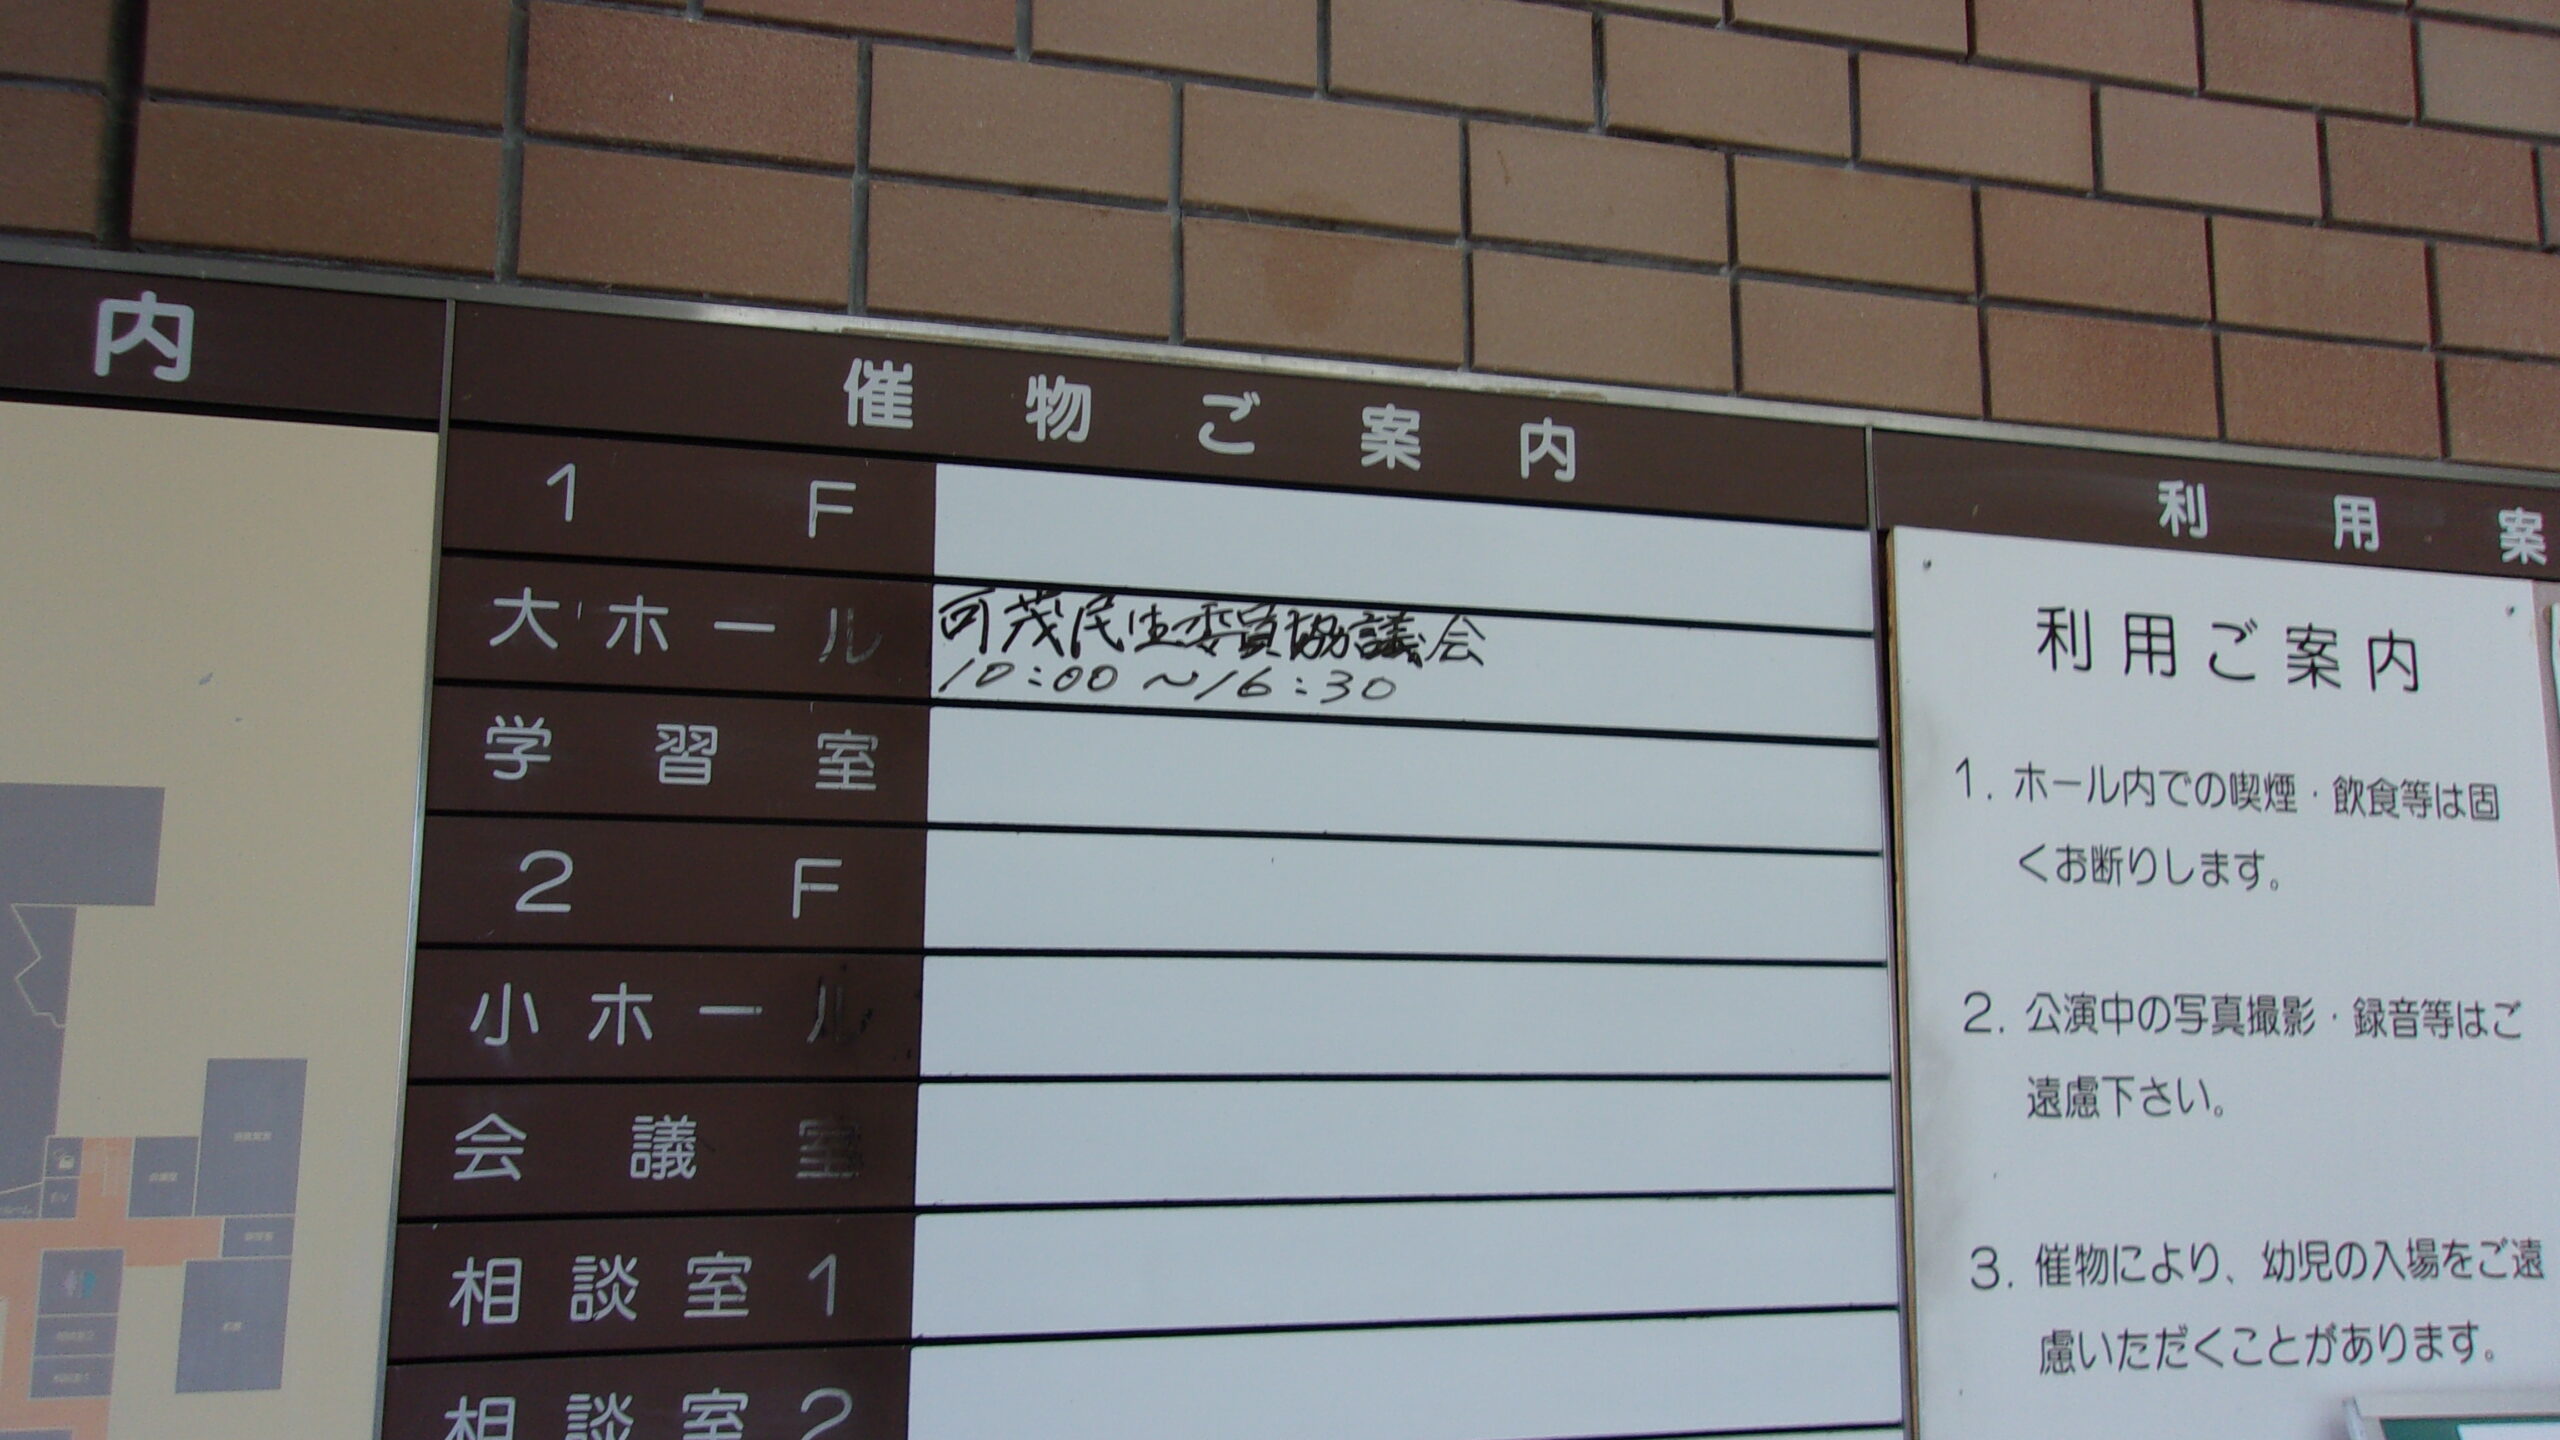 内
催物ご案内
1F
大ホール
可茂民生委員協議会
10:00～16:30
学習室
2F
小ホール
会議室
相談室1
相談室2
利用案
利用ご案内
1. ホール内での喫煙・飲食等は固
くお断りします。
2. 公演中の写真撮影・録音等はご
遠慮下さい。
3. 催物により、幼児の入場をご遠
慮いただくことがあります。